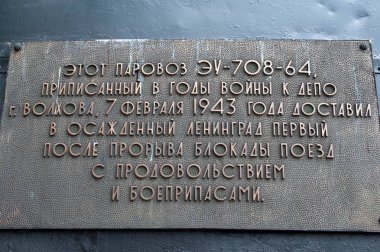 ЭТОТ ПАРОВОЗ ЭУ-708-64,
ПРИПИСАННЫЙ В ГОДЫ ВОЙНЫ К ДЕПО
г. ВОЛХОВА, 7 ФЕВРАЛЯ 1943 ГОДА ДОСТАВИЛ
В ОСАЖДЕННЫЙ ЛЕНИНГРАД ПЕРВЫЙ
ПОСЛЕ ПРОРЫВА БЛОКАДЫ ПОЕЗД
С ПРОДОВОЛЬСТВИЕМ
И БОЕПРИПАСАМИ.